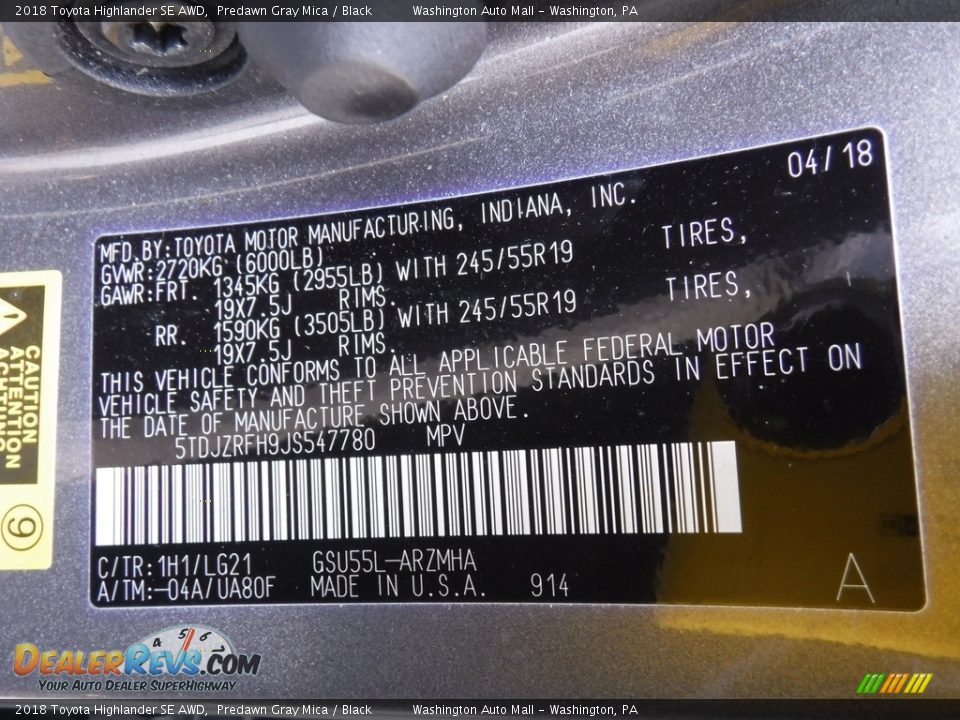 2018 Toyota Highlander SE AWD, Predawn Gray Mica / Black Washington Auto Mall - Washington, PA
04/18
MFD.BY:TOYOTA MOTOR MANUFACTURING, INDIANA, INC.
GVWR:2720KG (6000LB)
GAWR:FRT. 1345KG (2955LB) WITH 245/55R19 TIRES,
19X7.5J RIMS.
RR. 1590KG (3505LB) WITH 245/55R19 TIRES,
19X7.5J RIMS.
THIS VEHICLE CONFORMS TO ALL APPLICABLE FEDERAL MOTOR
VEHICLE SAFETY AND THEFT PREVENTION STANDARDS IN EFFECT ON
THE DATE OF MANUFACTURE SHOWN ABOVE.
5TDJZRFH9JS547780 MPV
C/TR:1H1/LG21 GSU55L-ARZMHA
A/TM:-04A/UA80F MADE IN U.S.A. 914
A
CAUTION
ATTENTION
ACHTUNG
9
4 5 6 7
DealerRevs.com
Your Auto Dealer SuperHighway
2018 Toyota Highlander SE AWD, Predawn Gray Mica / Black Washington Auto Mall - Washington, PA